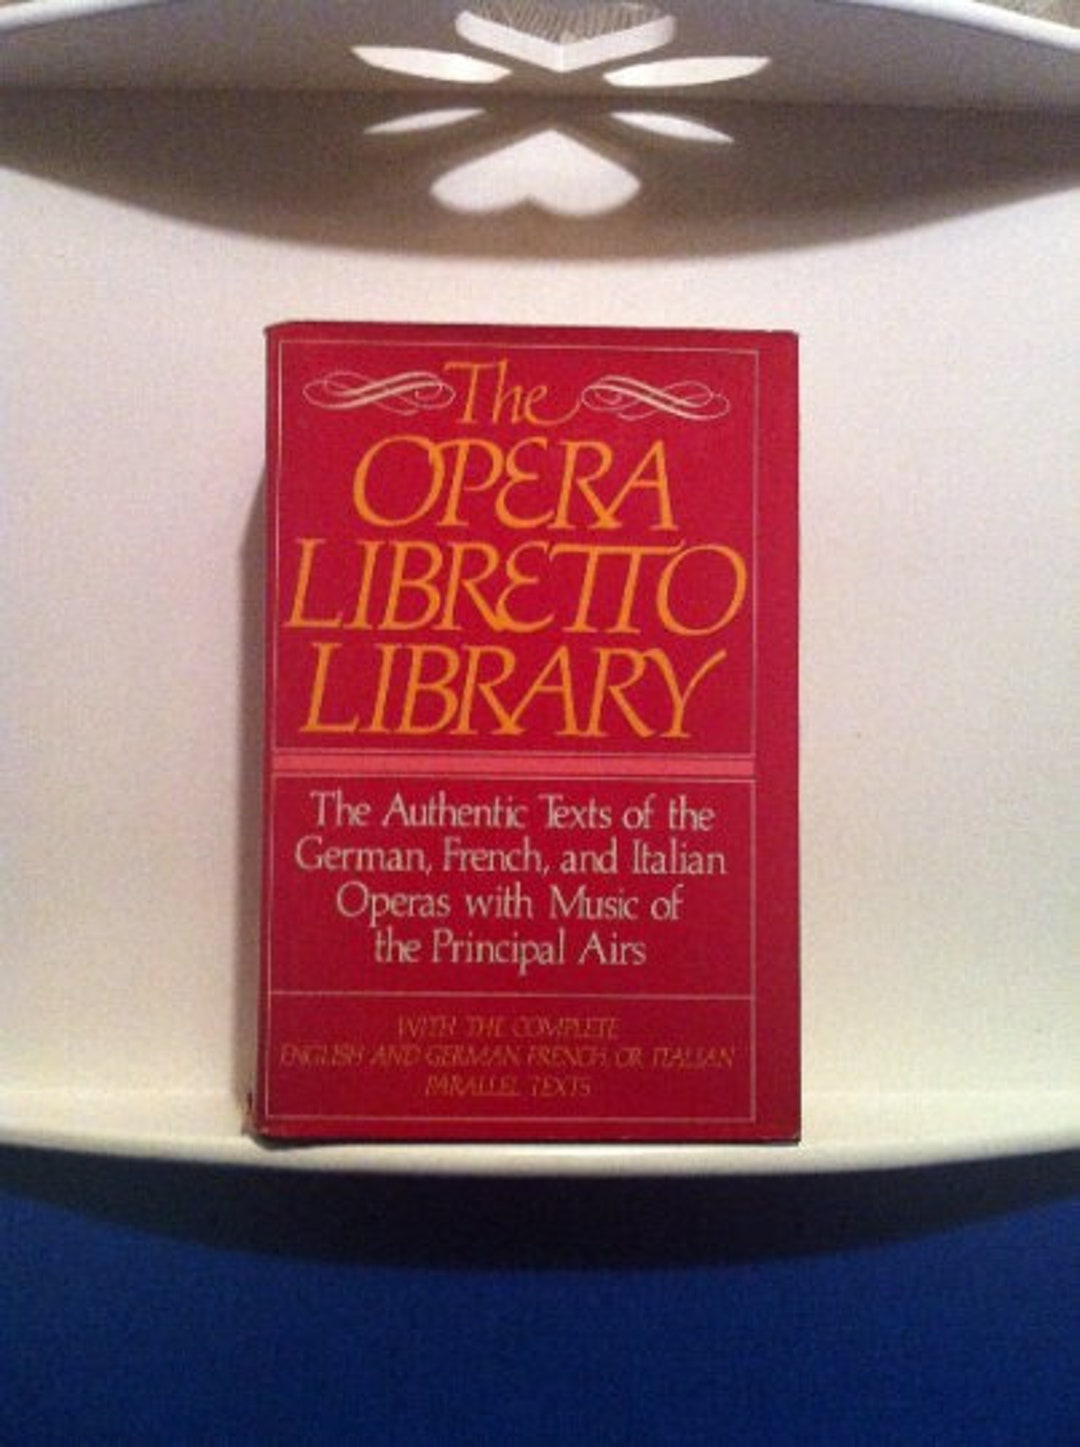 The
OPERA
LIBRETTO
LIBRARY
The Authentic Texts of the
German, French, and Italian
Operas with Music of
the Principal Airs
WITH THE COMPLETE
ENGLISH AND GERMAN, FRENCH, OR ITALIAN
PARALLEL TEXTS